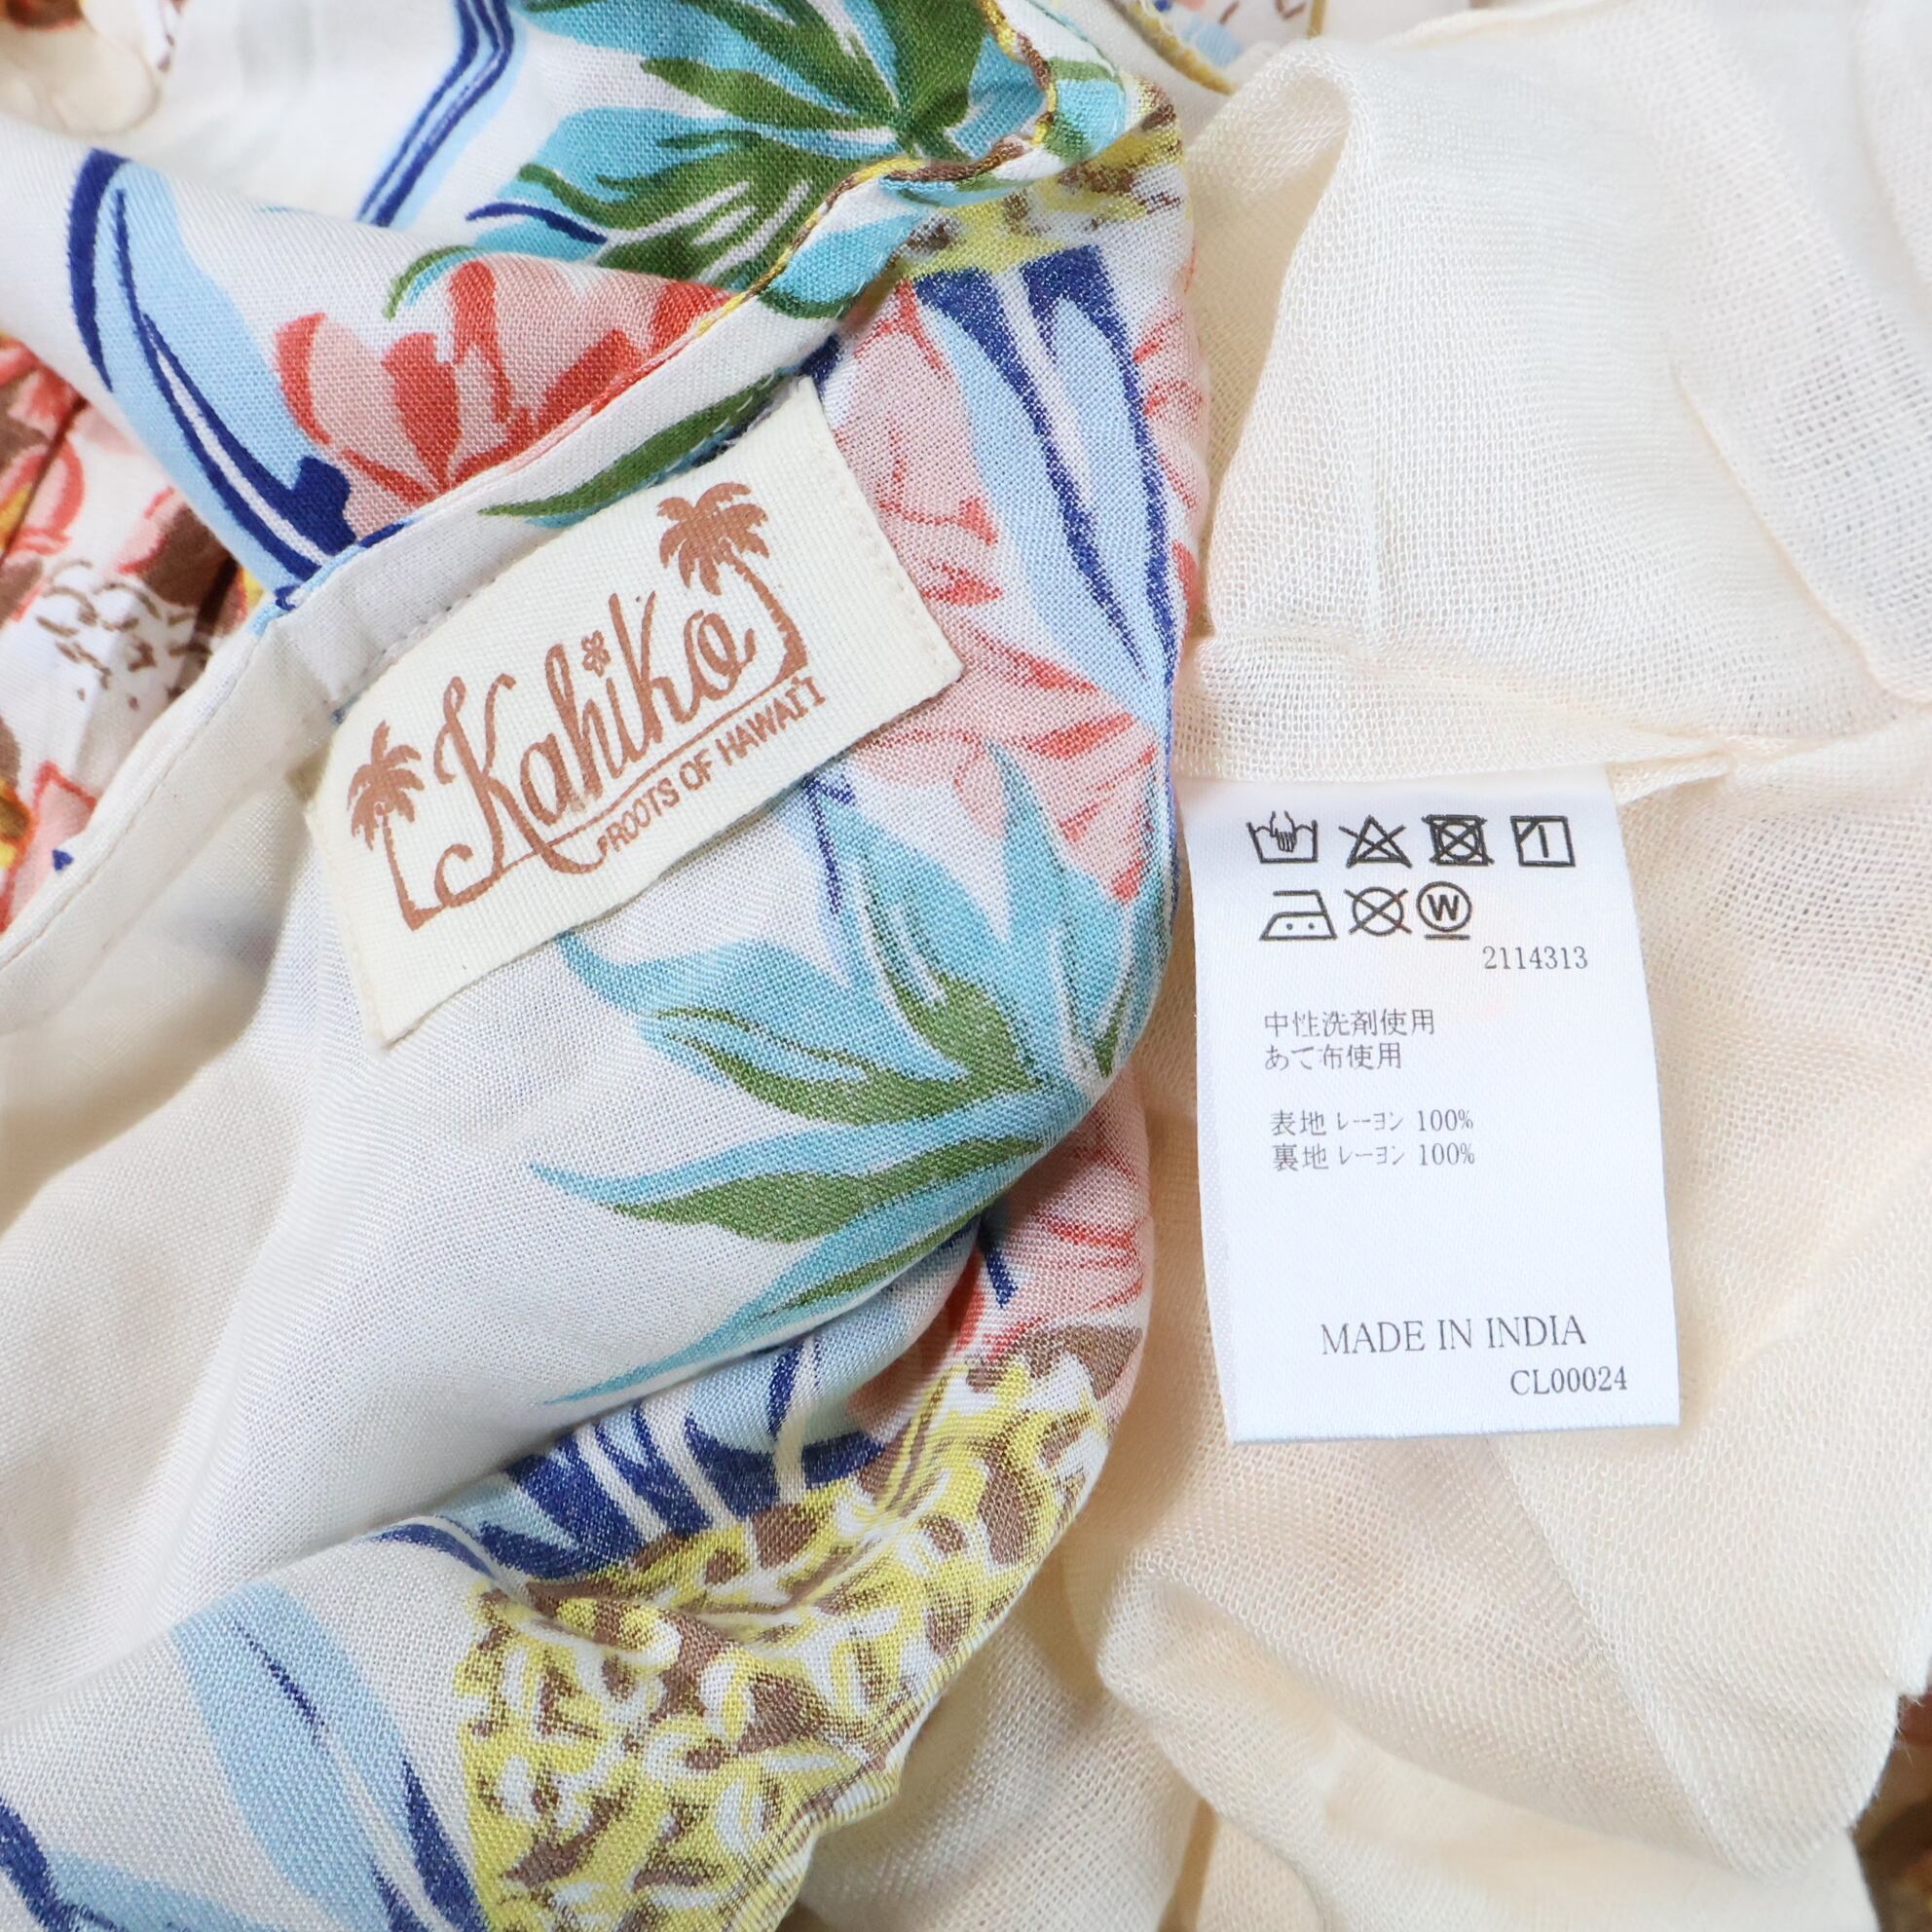 Kahiko
ROOTS OF HAWAI'I
W
2114313
中性洗剤使用
あて布使用
表地 レーヨン 100%
裏地 レーヨン 100%
MADE IN INDIA
CL00024